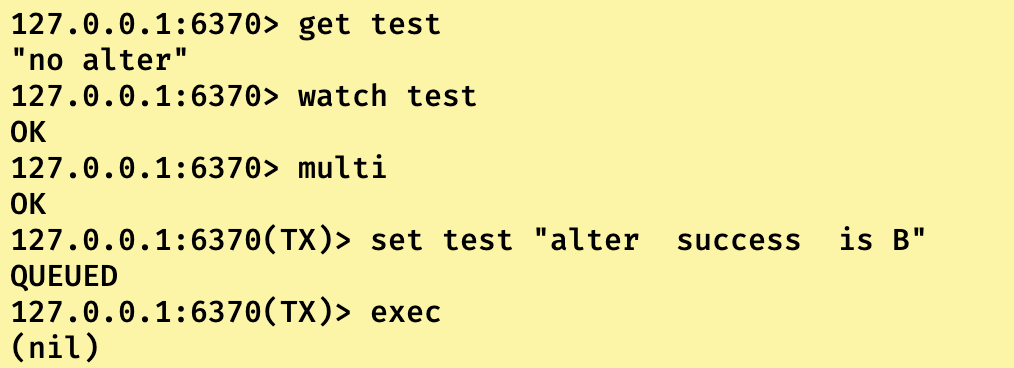 127.0.0.1:6370> get test
"no alter"
127.0.0.1:6370> watch test
OK
127.0.0.1:6370> multi
OK
127.0.0.1:6370(TX)> set test "alter  success  is B"
QUEUED
127.0.0.1:6370(TX)> exec
(nil)